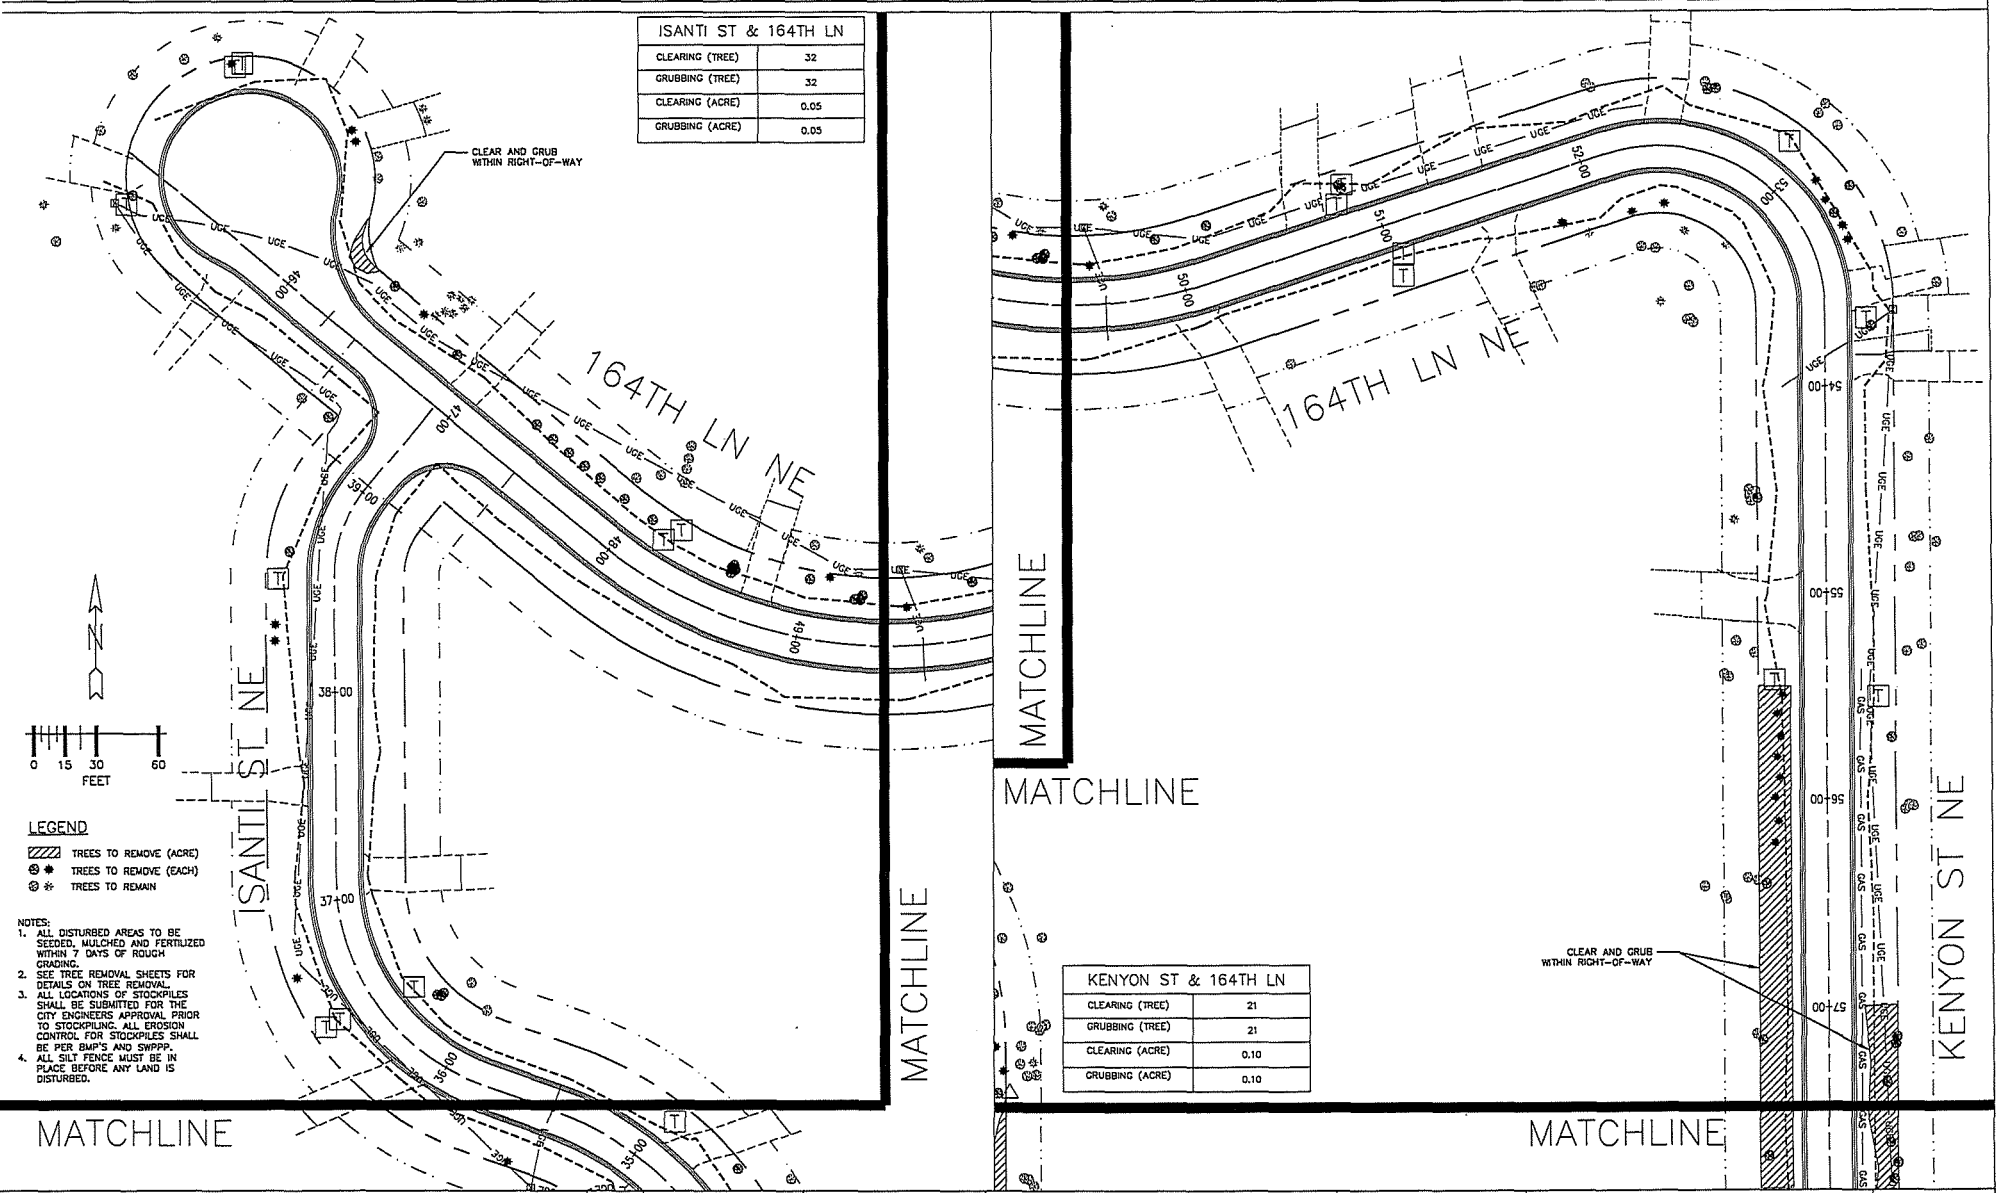 ISANTI ST & 164TH LN
CLEARING (TREE) 32
GRUBBING (TREE) 32
CLEARING (ACRE) 0.05
GRUBBING (ACRE) 0.05
CLEAR AND GRUB
WITHIN RIGHT-OF-WAY
164TH LN NE
46+00
47+00
48+00
49+00
39+00
38+00
37+00
36+00
35+00
ISANTI ST NE
N
0 15 30 60
FEET
LEGEND
TREES TO REMOVE (ACRE)
TREES TO REMOVE (EACH)
TREES TO REMAIN
NOTES:
1. ALL DISTURBED AREAS TO BE
SEEDED, MULCHED AND FERTILIZED
WITHIN 7 DAYS OF ROUGH
GRADING.
2. SEE TREE REMOVAL SHEETS FOR
DETAILS ON TREE REMOVAL.
3. ALL LOCATIONS OF STOCKPILES
SHALL BE SUBMITTED FOR THE
CITY ENGINEERS APPROVAL PRIOR
TO STOCKPILING. ALL EROSION
CONTROL FOR STOCKPILES SHALL
BE PER BMP'S AND SWPPP.
4. ALL SILT FENCE MUST BE IN
PLACE BEFORE ANY LAND IS
DISTURBED.
MATCHLINE
MATCHLINE
MATCHLINE
MATCHLINE
164TH LN NE
50+00
51+00
52+00
53+00
54+00
55+00
56+00
57+00
UGE
GAS
CLEAR AND GRUB
WITHIN RIGHT-OF-WAY
KENYON ST NE
KENYON ST & 164TH LN
CLEARING (TREE) 21
GRUBBING (TREE) 21
CLEARING (ACRE) 0.10
GRUBBING (ACRE) 0.10
MATCHLINE